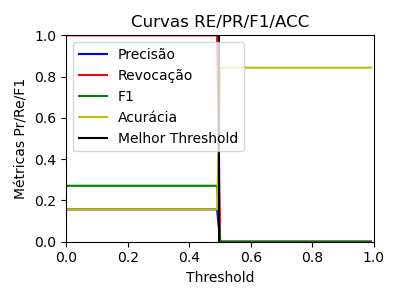 Curvas RE/PR/F1/ACC
Métricas Pr/Re/F1
1.0
0.8
0.6
0.4
0.2
0.0
Precisão
Revocação
F1
Acurácia
Melhor Threshold
0.0 0.2 0.4 0.6 0.8 1.0
Threshold